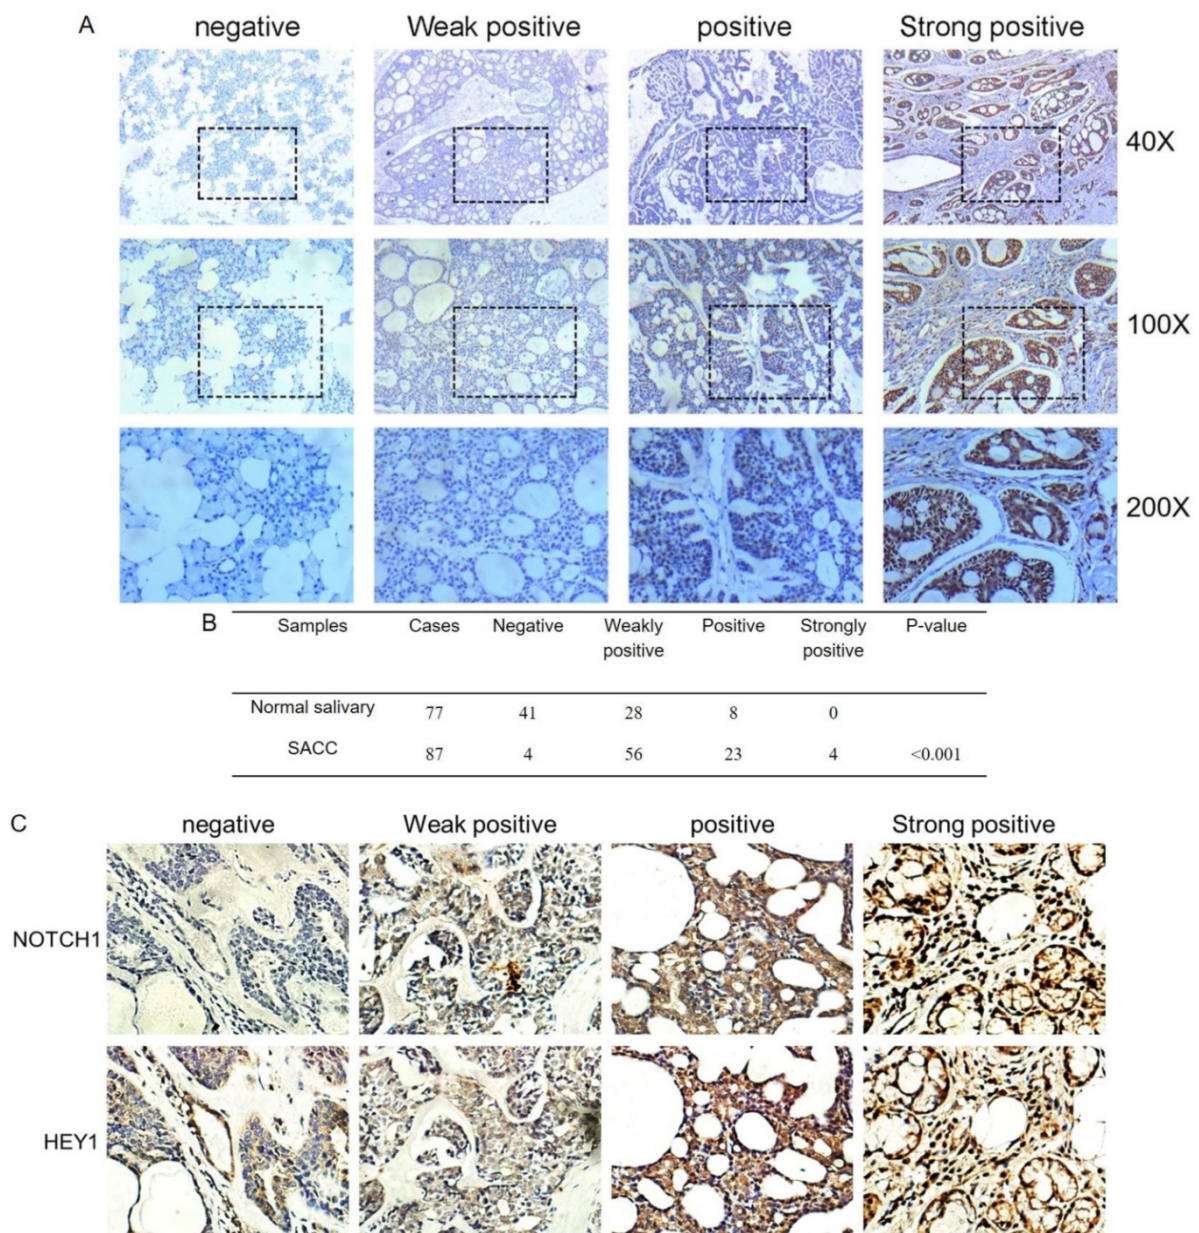 A
negative
Weak positive
positive
Strong positive
40X
100X
200X
B
Samples Cases Negative Weakly positive Positive Strongly positive P-value
Normal salivary 77 41 28 8 0
SACC 87 4 56 23 4 <0.001
C
negative
Weak positive
positive
Strong positive
NOTCH1
HEY1